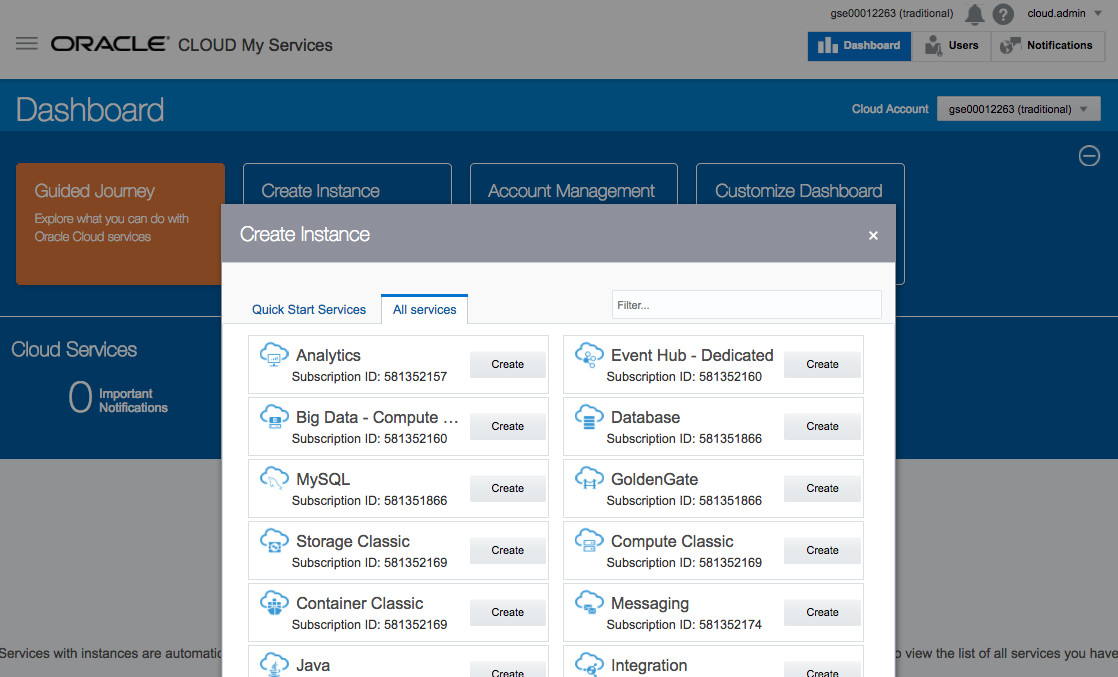 gse00012263 (traditional)
cloud.admin
ORACLE® CLOUD My Services
Dashboard
Users
Notifications
Dashboard
Cloud Account
gse00012263 (traditional)
Guided Journey
Explore what you can do with
Oracle Cloud services
Create Instance
Account Management
Customize Dashboard
Create Instance
×
Quick Start Services
All services
Filter...
Analytics
Subscription ID: 581352157
Create
Event Hub - Dedicated
Subscription ID: 581352160
Create
Big Data - Compute ...
Subscription ID: 581352160
Create
Database
Subscription ID: 581351866
Create
MySQL
Subscription ID: 581351866
Create
GoldenGate
Subscription ID: 581351866
Create
Storage Classic
Subscription ID: 581352169
Create
Compute Classic
Subscription ID: 581352169
Create
Container Classic
Subscription ID: 581352169
Create
Messaging
Subscription ID: 581352174
Create
Java
Create
Integration
Create
Cloud Services
0
Important
Notifications
Services with instances are automatic
o view the list of all services you have